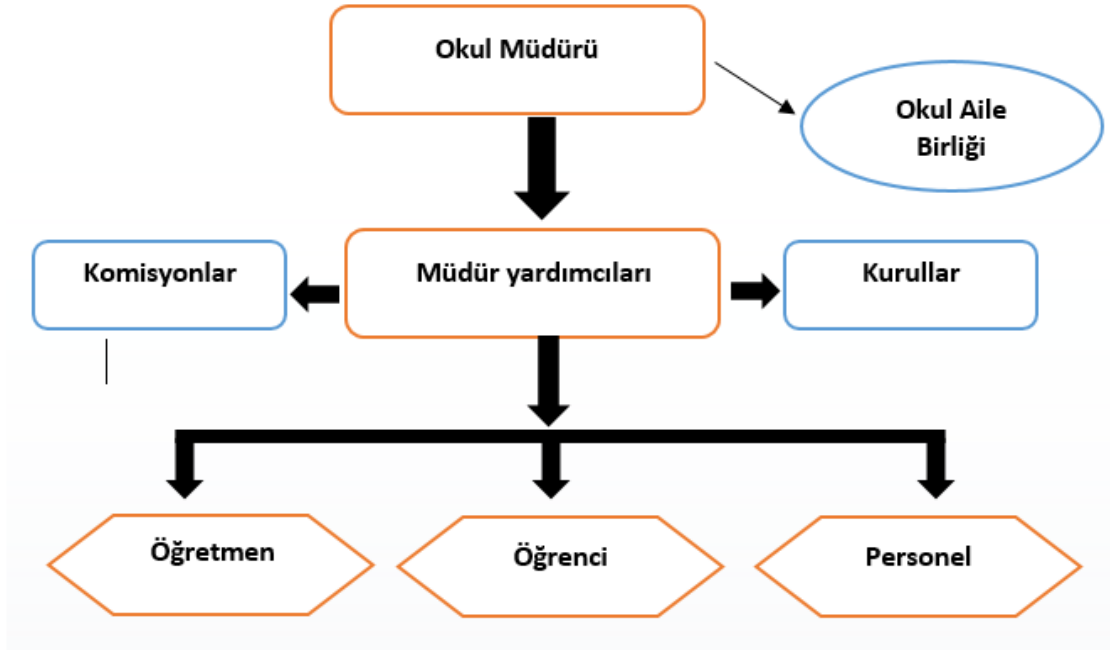 Okul Müdürü
Okul Aile
Birliği
Komisyonlar
Müdür yardımcıları
Kurullar
Öğretmen
Öğrenci
Personel